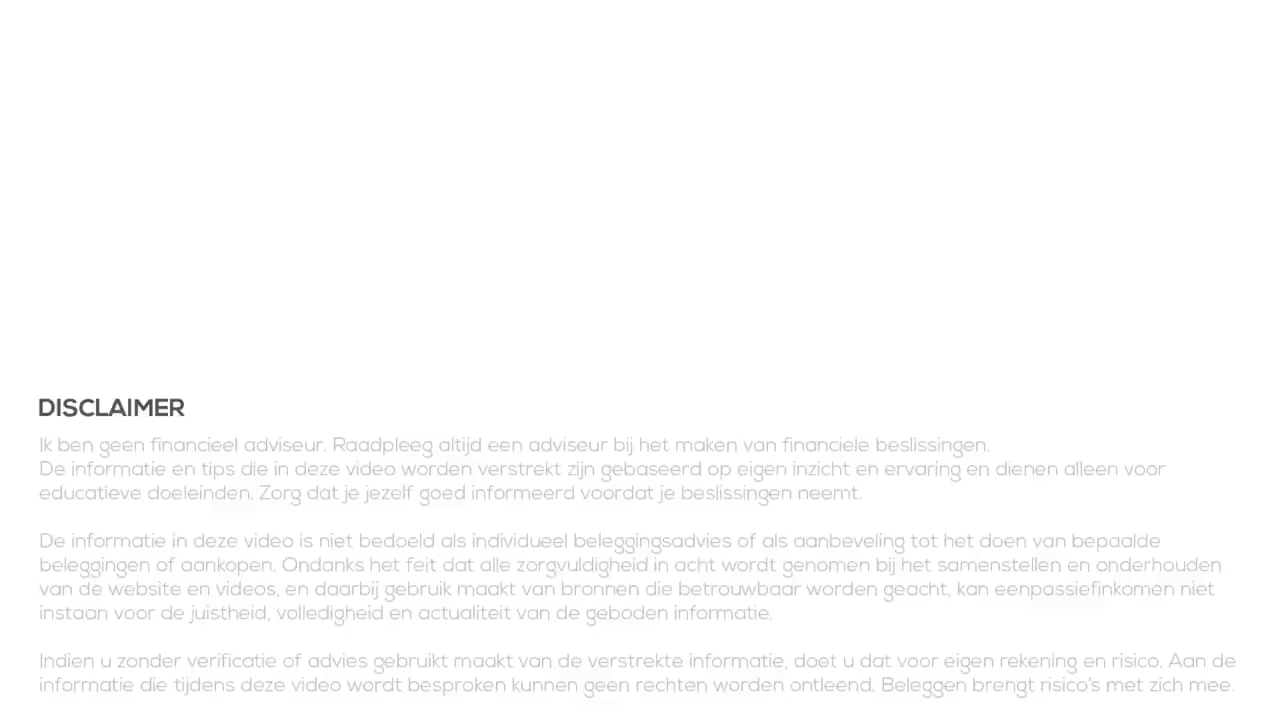 DISCLAIMER
Ik ben geen financieel adviseur. Raadpleeg altijd een adviseur bij het maken van financiele beslissingen.
De informatie en tips die in deze video worden verstrekt zijn gebaseerd op eigen inzicht en ervaring en dienen alleen voor
educatieve doeleinden. Zorg dat je jezelf goed informeerd voordat je beslissingen neemt.
De informatie in deze video is niet bedoeld als individueel beleggingsadvies of als aanbeveling tot het doen van bepaalde
beleggingen of aankopen. Ondanks het feit dat alle zorgvuldigheid in acht wordt genomen bij het samenstellen en onderhouden
van de website en videos, en daarbij gebruik maakt van bronnen die betrouwbaar worden geacht, kan eenpassiefinkomen niet
instaan voor de juistheid, volledigheid en actualiteit van de geboden informatie.
Indien u zonder verificatie of advies gebruikt maakt van de verstrekte informatie, doet u dat voor eigen rekening en risico. Aan de
informatie die tijdens deze video wordt besproken kunnen geen rechten worden ontleend. Beleggen brengt risico's met zich mee.